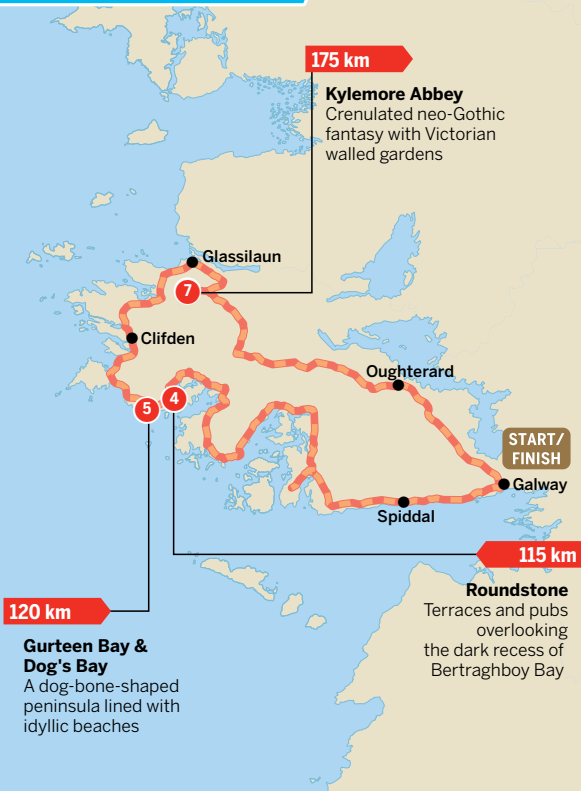 175 km
Kylemore Abbey
Crenulated neo-Gothic
fantasy with Victorian
walled gardens
Glassilaun
7
Clifden
Oughterard
5
4
START/
FINISH
Galway
Spiddal
115 km
Roundstone
Terraces and pubs
overlooking
the dark recess of
Bertraghboy Bay
120 km
Gurteen Bay &
Dog's Bay
A dog-bone-shaped
peninsula lined with
idyllic beaches